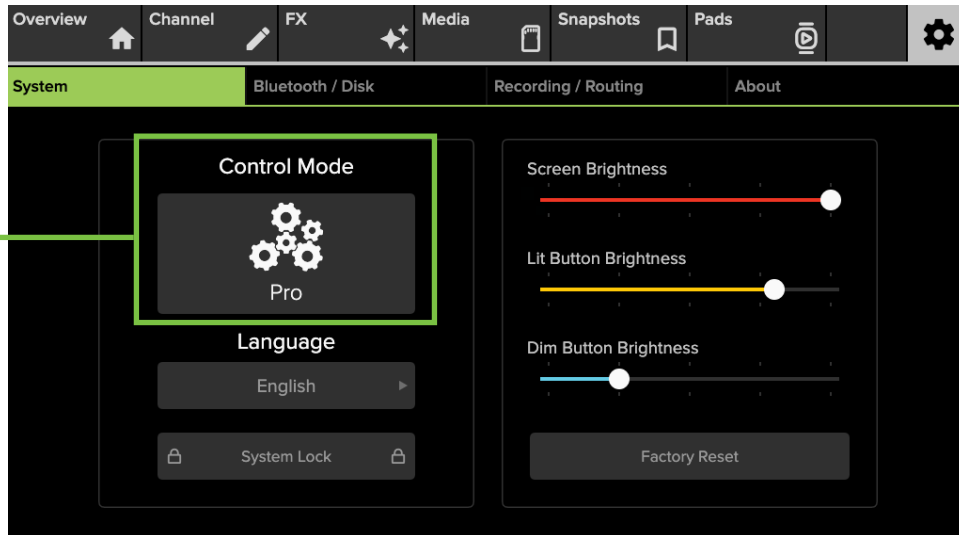 Overview
Channel
FX
Media
Snapshots
Pads
System
Bluetooth / Disk
Recording / Routing
About
Control Mode
Pro
Language
English
System Lock
Screen Brightness
Lit Button Brightness
Dim Button Brightness
Factory Reset